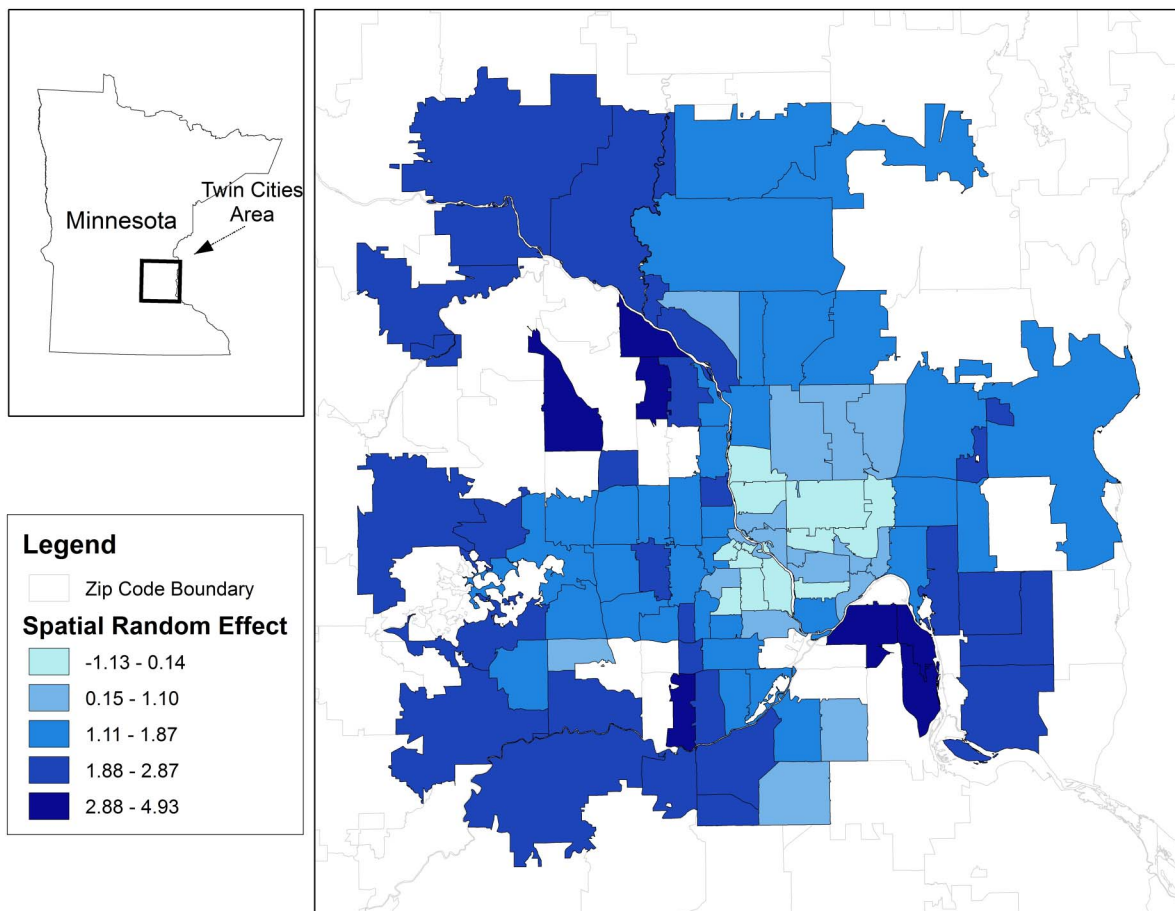 Twin Cities
Minnesota
Area
Legend
Zip Code Boundary
Spatial Random Effect
-1.13 - 0.14
0.15 - 1.10
1.11 - 1.87
1.88 - 2.87
2.88 - 4.93